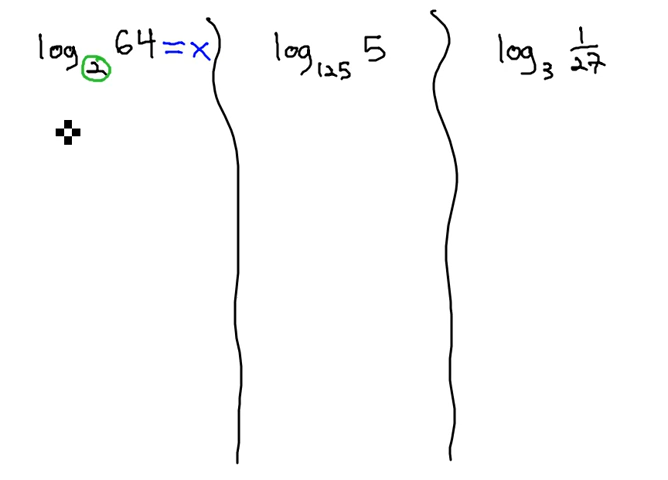 log₂ 64 = x
log₁₂₅ 5
log₃ 1/27